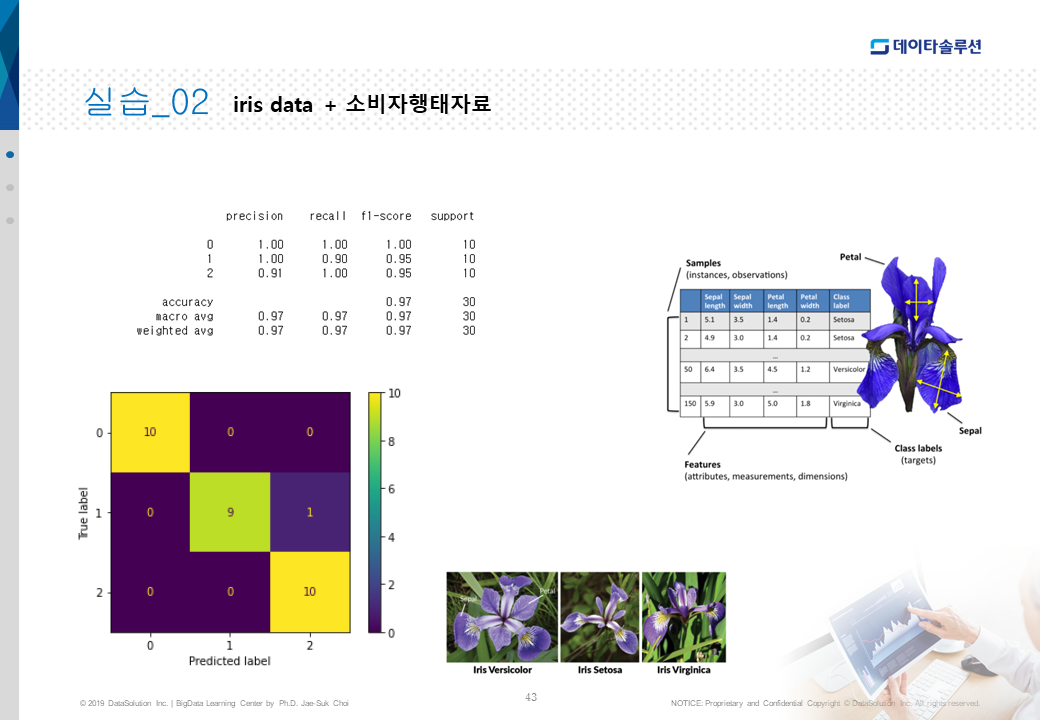 데이타솔루션
실습_02 iris data + 소비자행태자료
precision recall f1-score support
0 1.00 1.00 1.00 10
1 1.00 0.90 0.95 10
2 0.91 1.00 0.95 10
accuracy 0.97 30
macro avg 0.97 0.97 0.97 30
weighted avg 0.97 0.97 0.97 30
Samples
(instances, observations)
Petal
Sepal length Sepal width Petal length Petal width Class label
1 5.1 3.5 1.4 0.2 Setosa
2 4.9 3.0 1.4 0.2 Setosa
...
50 6.4 3.5 4.5 1.2 Versicolor
...
150 5.9 3.0 5.0 1.8 Virginica
Sepal
Class labels
(targets)
Features
(attributes, measurements, dimensions)
True label
0 10 0 0
1 0 9 1
2 0 0 10
0 1 2
Predicted label
10
8
6
4
2
0
Sepal Petal
Iris Versicolor Iris Setosa Iris Virginica
© 2019 DataSolution Inc. | BigData Learning Center by Ph.D. Jae-Suk Choi
43
NOTICE: Proprietary and Confidential Copyright © DataSolution Inc. All rights reserved.